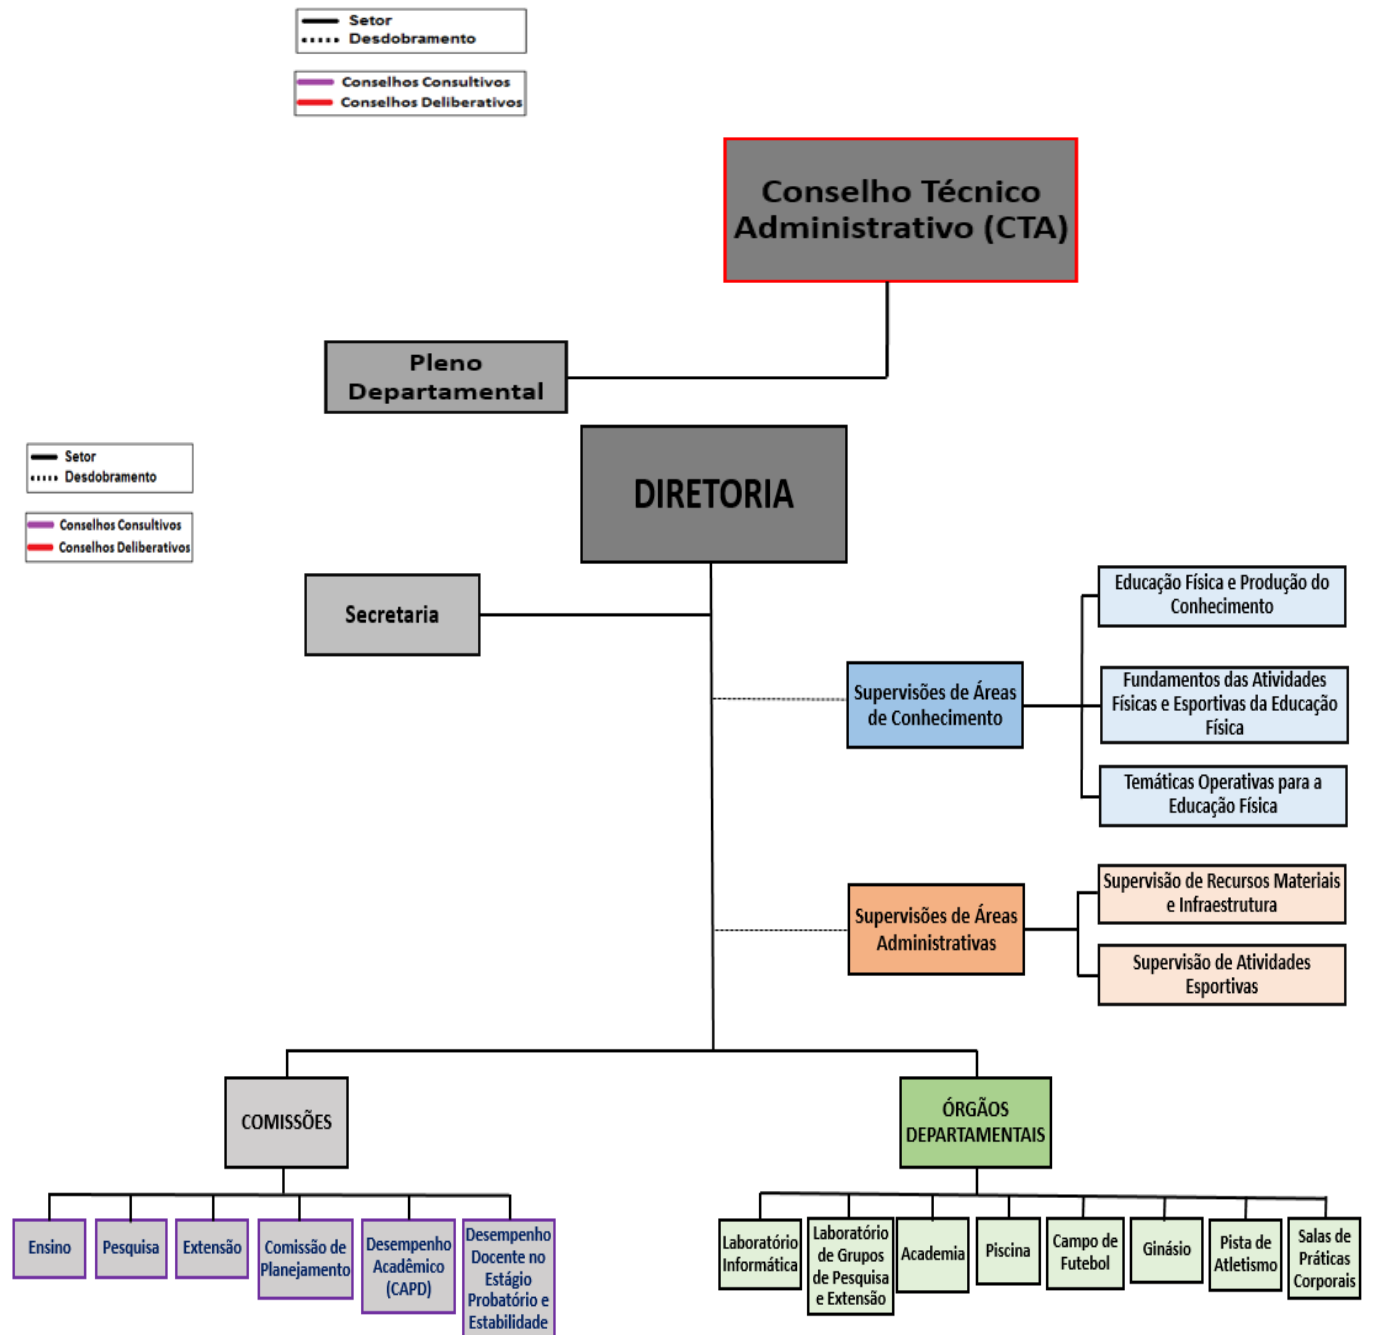 Setor
Desdobramento
Conselhos Consultivos
Conselhos Deliberativos
Conselho Técnico
Administrativo (CTA)
Pleno
Departamental
DIRETORIA
Setor
Desdobramento
Conselhos Consultivos
Conselhos Deliberativos
Secretaria
Educação Física e Produção do
Conhecimento
Supervisões de Áreas
de Conhecimento
Fundamentos das Atividades
Físicas e Esportivas da Educação
Física
Temáticas Operativas para a
Educação Física
Supervisões de Áreas
Administrativas
Supervisão de Recursos Materiais
e Infraestrutura
Supervisão de Atividades
Esportivas
COMISSÕES
ÓRGÃOS
DEPARTAMENTAIS
Ensino
Pesquisa
Extensão
Comissão de
Planejamento
Desempenho
Acadêmico
(CAPD)
Desempenho
Docente no
Estágio
Probatório e
Estabilidade
Laboratório
Informática
Laboratório
de Grupos
de Pesquisa
e Extensão
Academia
Piscina
Campo de
Futebol
Ginásio
Pista de
Atletismo
Salas de
Práticas
Corporais